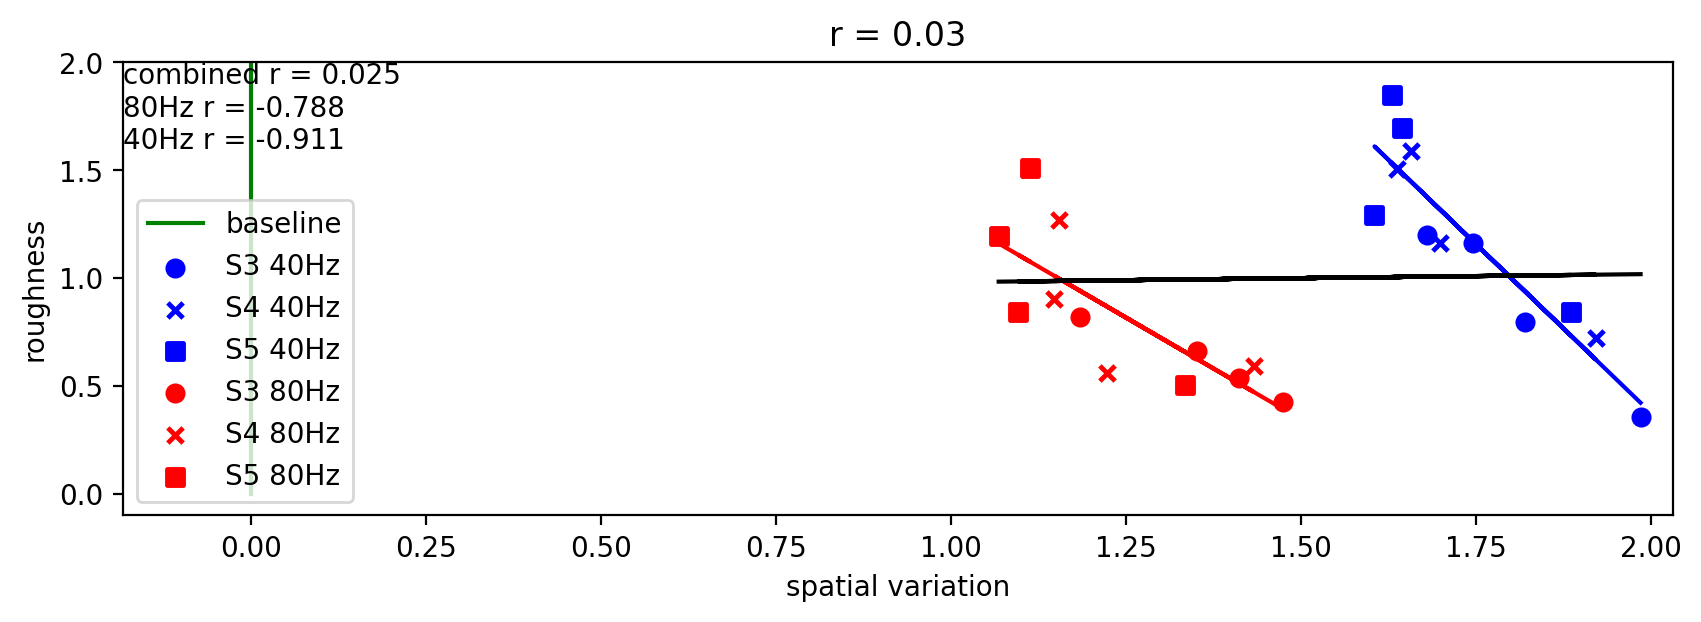 r = 0.03
combined r = 0.025
80Hz r = -0.788
40Hz r = -0.911
baseline
S3 40Hz
S4 40Hz
S5 40Hz
S3 80Hz
S4 80Hz
S5 80Hz
roughness
2.0
1.5
1.0
0.5
0.0
0.00 0.25 0.50 0.75 1.00 1.25 1.50 1.75 2.00
spatial variation